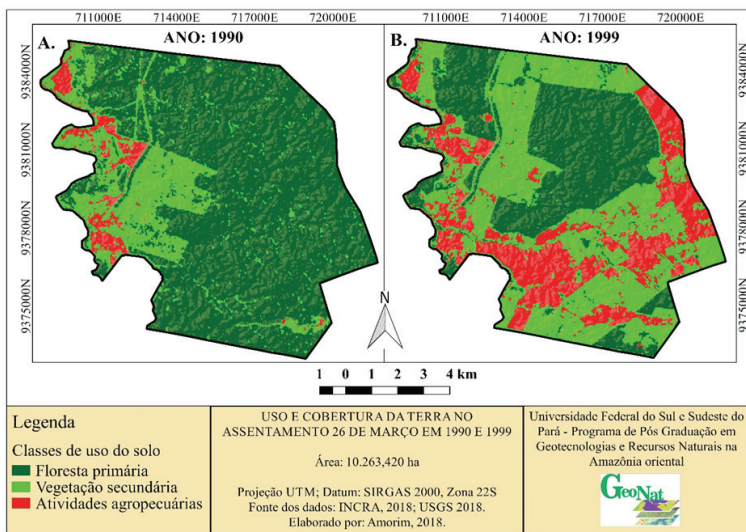 711000E 714000E 717000E 720000E
711000E 714000E 717000E 720000E
A. ANO: 1990
B. ANO: 1999
9384000N
9381000N
9378000N
9375000N
9384000N
9381000N
9378000N
9375000N
N
1 0 1 2 3 4 km
Legenda
Classes de uso do solo
Floresta primária
Vegetação secundária
Atividades agropecuárias
USO E COBERTURA DA TERRA NO
ASSENTAMENTO 26 DE MARÇO EM 1990 E 1999
Área: 10.263,420 ha
Projeção UTM; Datum: SIRGAS 2000, Zona 22S
Fonte dos dados: INCRA, 2018; USGS 2018.
Elaborado por: Amorim, 2018.
Universidade Federal do Sul e Sudeste do
Pará - Programa de Pós Graduação em
Geotecnologias e Recursos Naturais na
Amazônia oriental
GeoNat